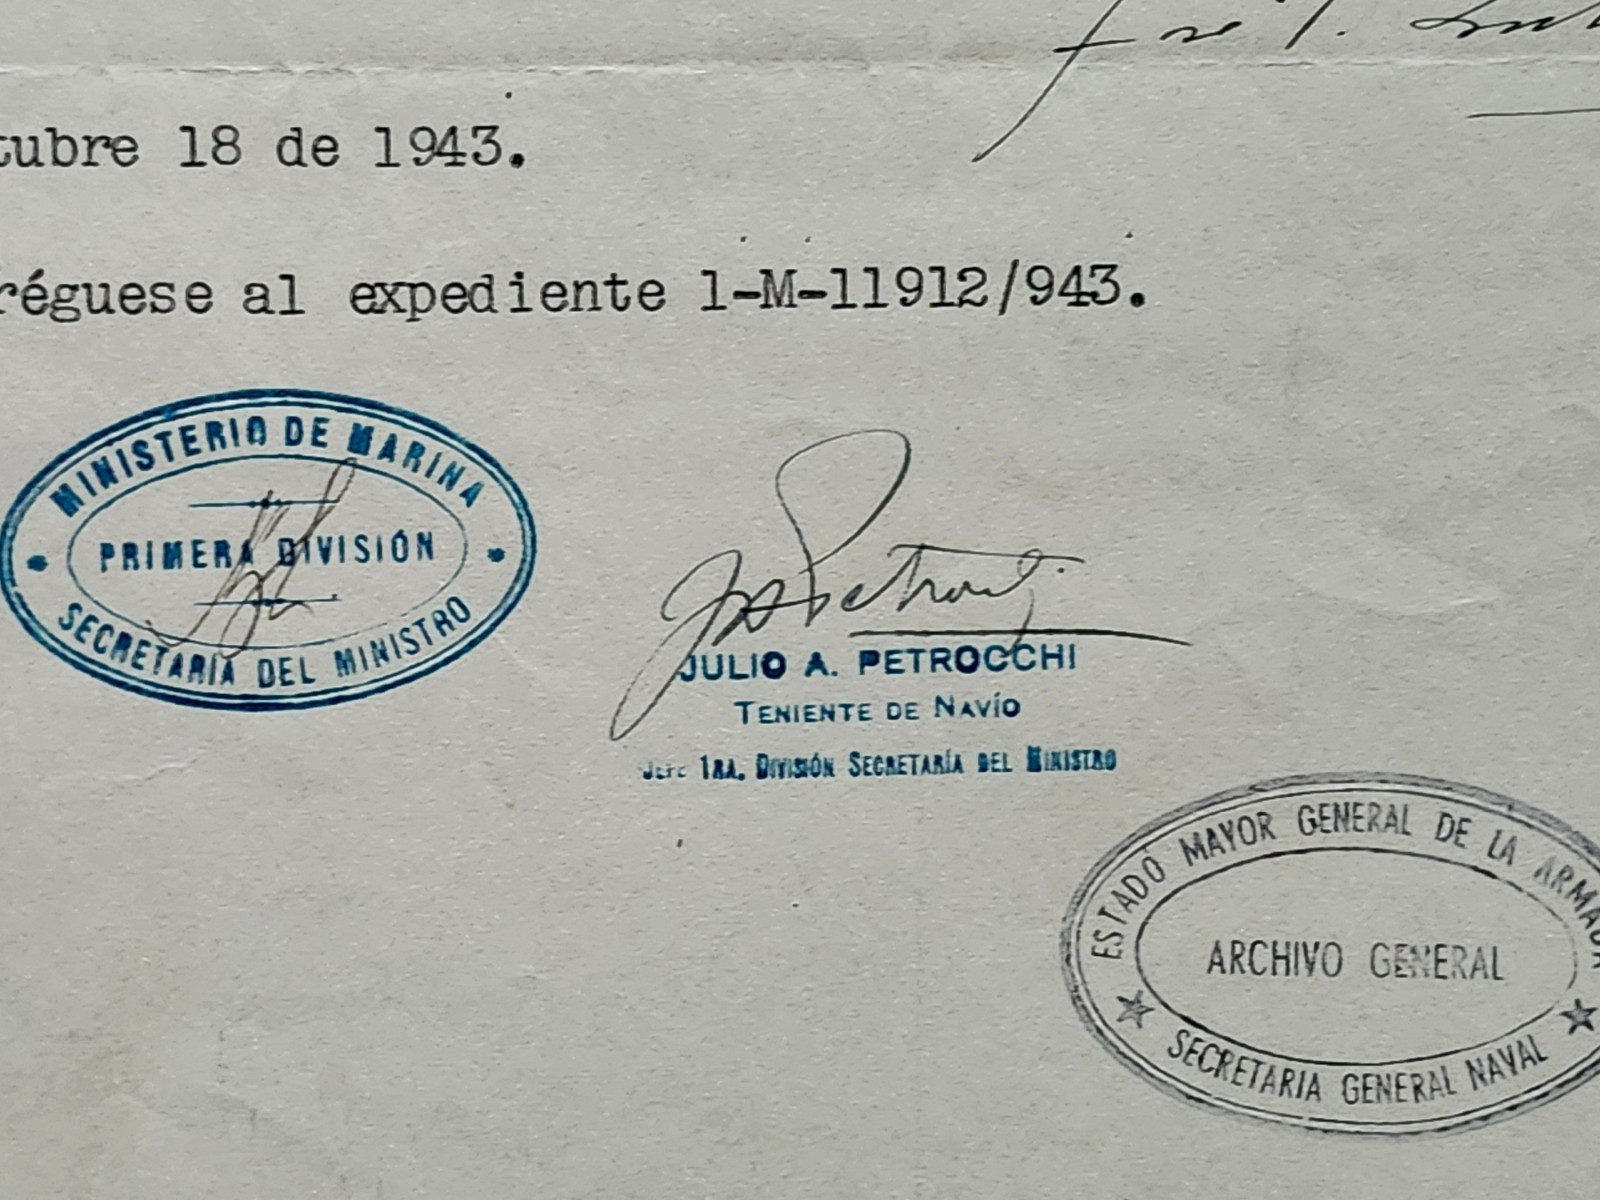 tubre 18 de 1943.
réguese al expediente 1-M-11912/943.
MINISTERIO DE MARINA
PRIMERA DIVISIÓN
SECRETARÍA DEL MINISTRO
JULIO A. PETROCCHI
TENIENTE DE NAVÍO
JEFE 1RA. DIVISIÓN SECRETARÍA DEL MINISTRO
ESTADO MAYOR GENERAL DE LA ARMADA
ARCHIVO GENERAL
SECRETARIA GENERAL NAVAL